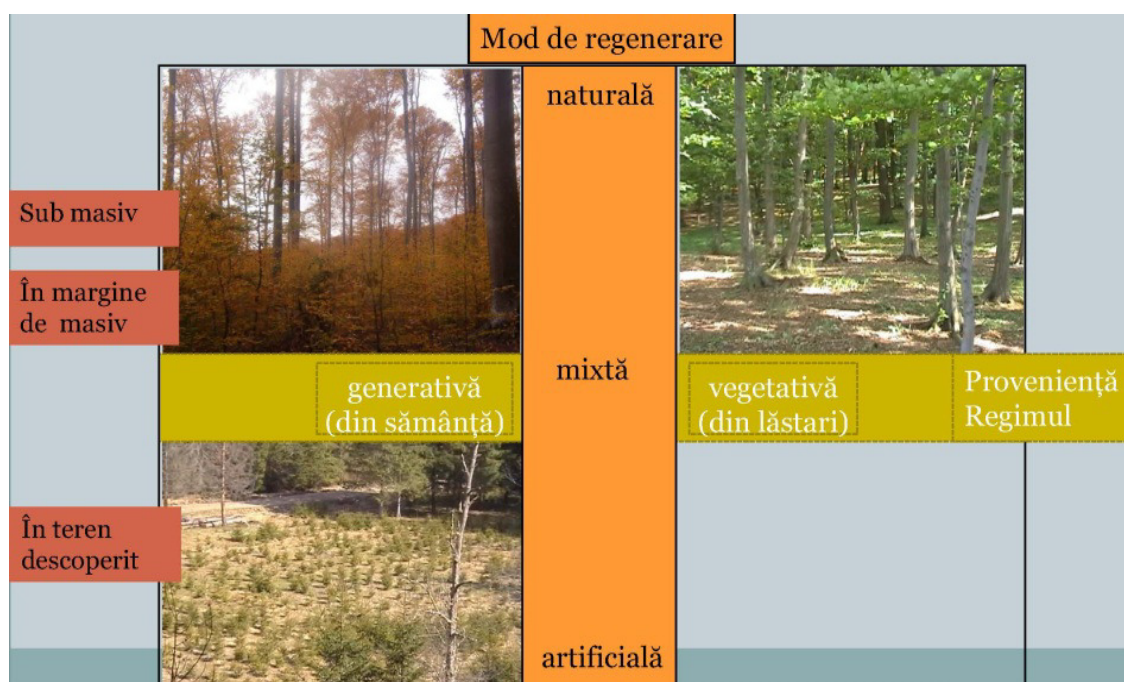 Mod de regenerare
naturală
Sub masiv
În margine
de masiv
mixtă
generativă
(din sămânță)
vegetativă
(din lăstari)
Proveniență
Regimul
În teren
descoperit
artificială